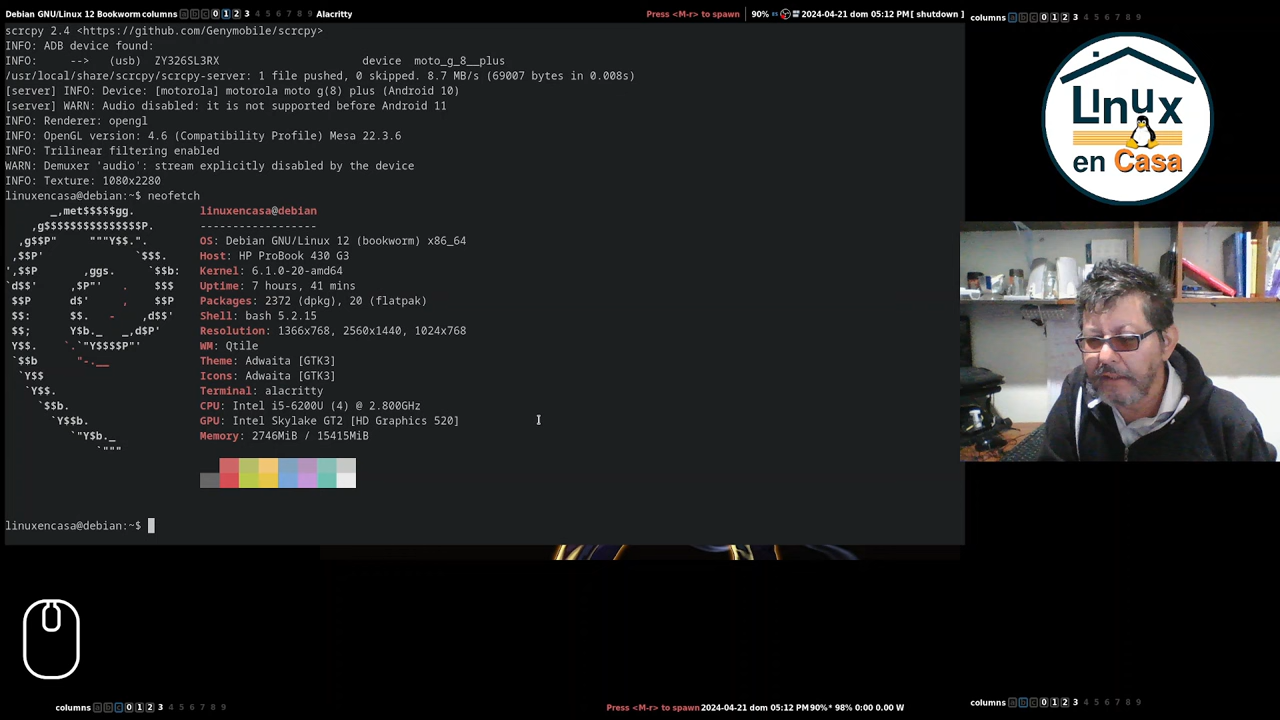 Debian GNU/Linux 12 Bookworm columns a b c 0 1 2 3 4 5 6 7 8 9 Alacritty Press <M-r> to spawn 90% ES 2024-04-21 dom 05:12 PM [ shutdown ]
columns a b c 0 1 2 3 4 5 6 7 8 9
scrcpy 2.4 <https://github.com/Genymobile/scrcpy>
INFO: ADB device found:
INFO:     --> (usb)  ZY326SL3RX                      device  moto_g_8__plus
/usr/local/share/scrcpy/scrcpy-server: 1 file pushed, 0 skipped. 8.7 MB/s (69007 bytes in 0.008s)
[server] INFO: Device: [motorola] motorola moto g(8) plus (Android 10)
[server] WARN: Audio disabled: it is not supported before Android 11
INFO: Renderer: opengl
INFO: OpenGL version: 4.6 (Compatibility Profile) Mesa 22.3.6
INFO: Trilinear filtering enabled
WARN: Demuxer 'audio': stream explicitly disabled by the device
INFO: Texture: 1080x2280
linuxencasa@debian:~$ neofetch
linuxencasa@debian
------------------
OS: Debian GNU/Linux 12 (bookworm) x86_64
Host: HP ProBook 430 G3
Kernel: 6.1.0-20-amd64
Uptime: 7 hours, 41 mins
Packages: 2372 (dpkg), 20 (flatpak)
Shell: bash 5.2.15
Resolution: 1366x768, 2560x1440, 1024x768
WM: Qtile
Theme: Adwaita [GTK3]
Icons: Adwaita [GTK3]
Terminal: alacritty
CPU: Intel i5-6200U (4) @ 2.800GHz
GPU: Intel Skylake GT2 [HD Graphics 520]
Memory: 2746MiB / 15415MiB
linuxencasa@debian:~$
Linux
en Casa
columns a b c 0 1 2 3 4 5 6 7 8 9 Press <M-r> to spawn 2024-04-21 dom 05:12 PM 90%* 98% 0:00 0.00 W
columns a b c 0 1 2 3 4 5 6 7 8 9